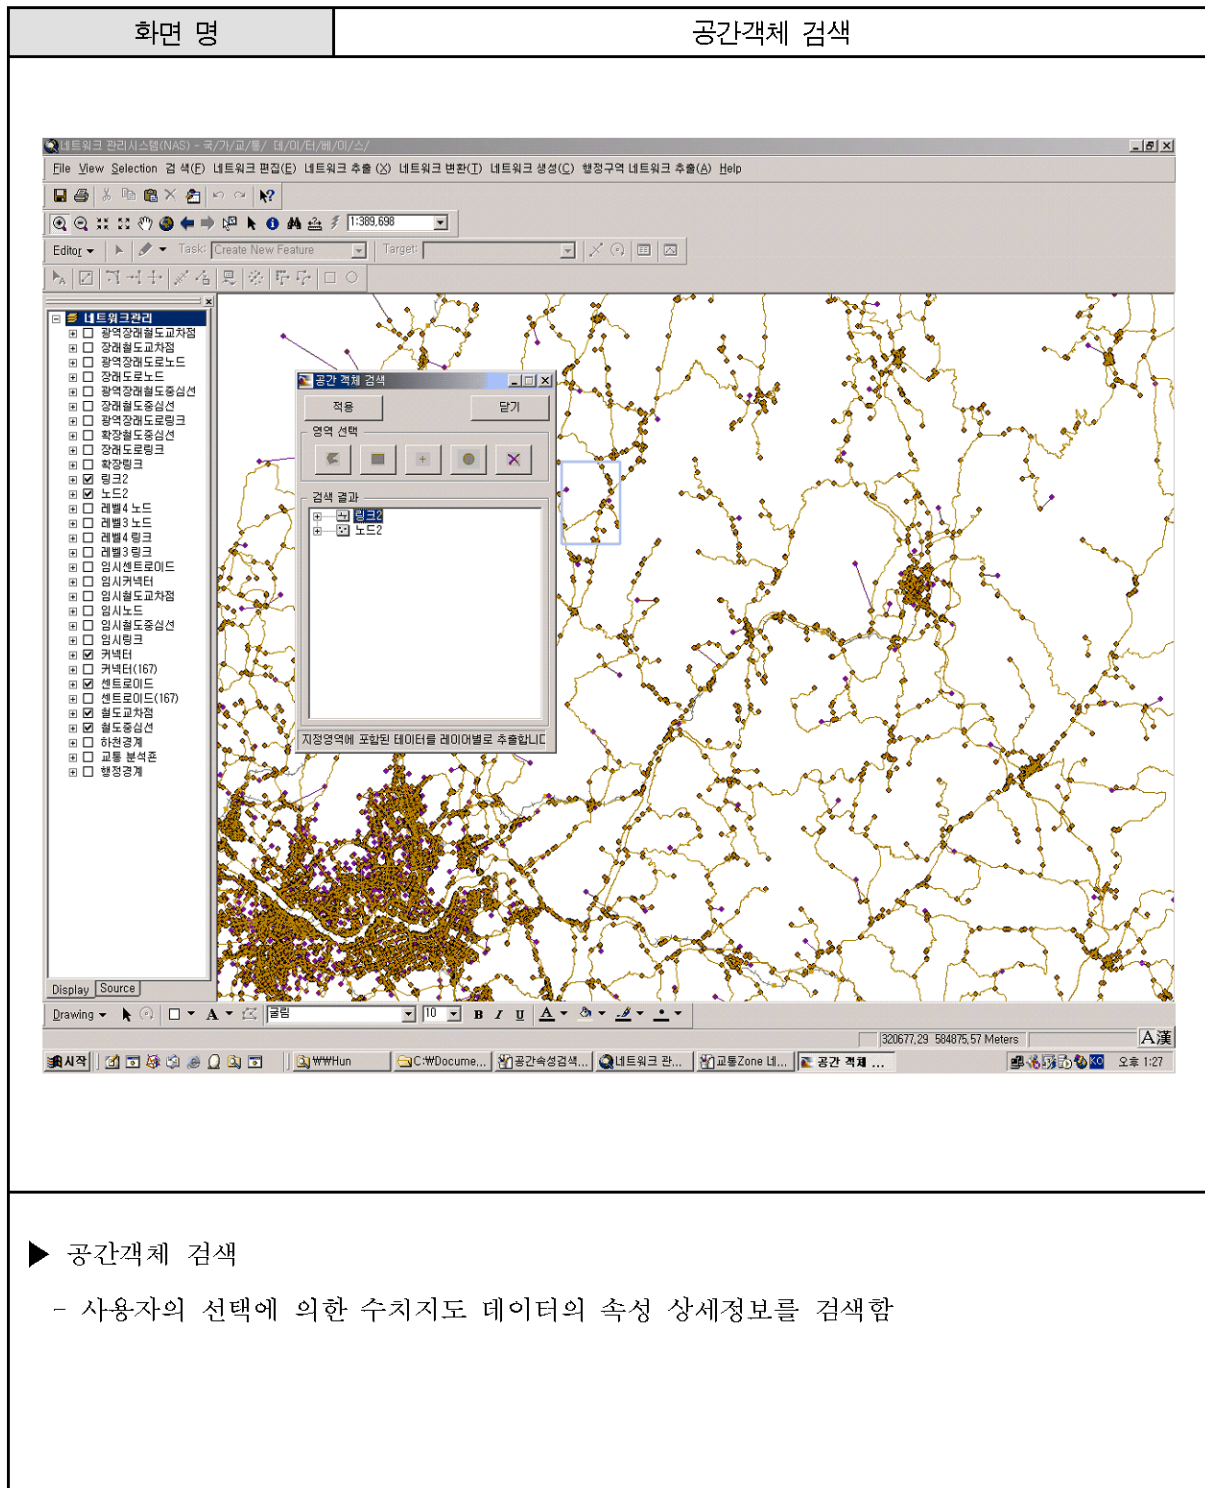 화면 명
공간객체 검색
네트워크 관리시스템(NAS) - 국/가/교/통/ 데/이/터/베/이/스/
File View Selection 검 색(F) 네트워크 편집(E) 네트워크 추출 (X) 네트워크 변환(T) 네트워크 생성(C) 행정구역 네트워크 추출(A) Help
1:389,698
Editor Task: Create New Feature Target:
네트워크관리
광역장래철도교차점
장래철도교차점
광역장래도로노드
장래도로노드
광역장래철도중심선
장래철도중심선
광역장래도로링크
확장철도중심선
장래도로링크
확장링크
링크2
노드2
레벨4 노드
레벨3 노드
레벨4 링크
레벨3 링크
임시센트로이드
임시커넥터
임시철도교차점
임시노드
임시철도중심선
임시링크
커넥터
커넥터(167)
센트로이드
센트로이드(167)
철도교차점
철도중심선
하천경계
교통 분석존
행정경계
Display Source
공간 객체 검색
적용 닫기
영역 선택
검색 결과
링크2
노드2
지정영역에 포함된 데이터를 레이어별로 추출합니다
Drawing A 굴림 10 B I U A
320677,29 584875,57 Meters A漢
시작 ₩₩Hun C:₩Docume... 공간속성검색... 네트워크 관... 교통Zone 네... 공간 객체 ... KO 오후 1:27
▶ 공간객체 검색
- 사용자의 선택에 의한 수치지도 데이터의 속성 상세정보를 검색함